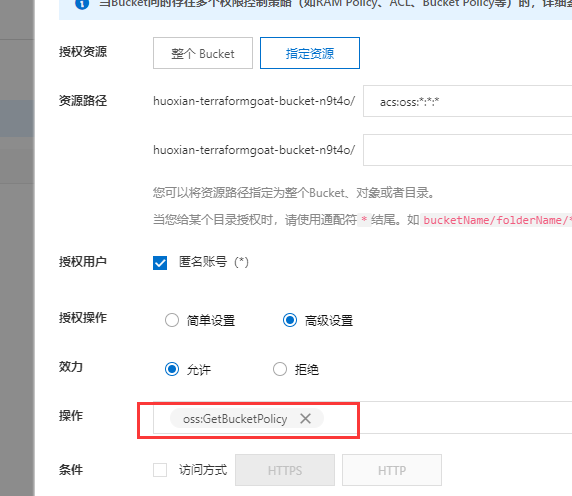 当Bucket间的存在多个权限控制策略（如RAM Policy、ACL、Bucket Policy等）的，详细参
授权资源 整个 Bucket 指定资源
资源路径 huoxian-terraformgoat-bucket-n9t4o/ acs:oss:*:*:*
huoxian-terraformgoat-bucket-n9t4o/
您可以将资源路径指定为整个Bucket、对象或者目录。
当您给某个目录授权时，请使用通配符 * 结尾。如 bucketName/folderName/*
授权用户 匿名账号 (*)
授权操作 简单设置 高级设置
效力 允许 拒绝
操作 oss:GetBucketPolicy
条件 访问方式 HTTPS HTTP